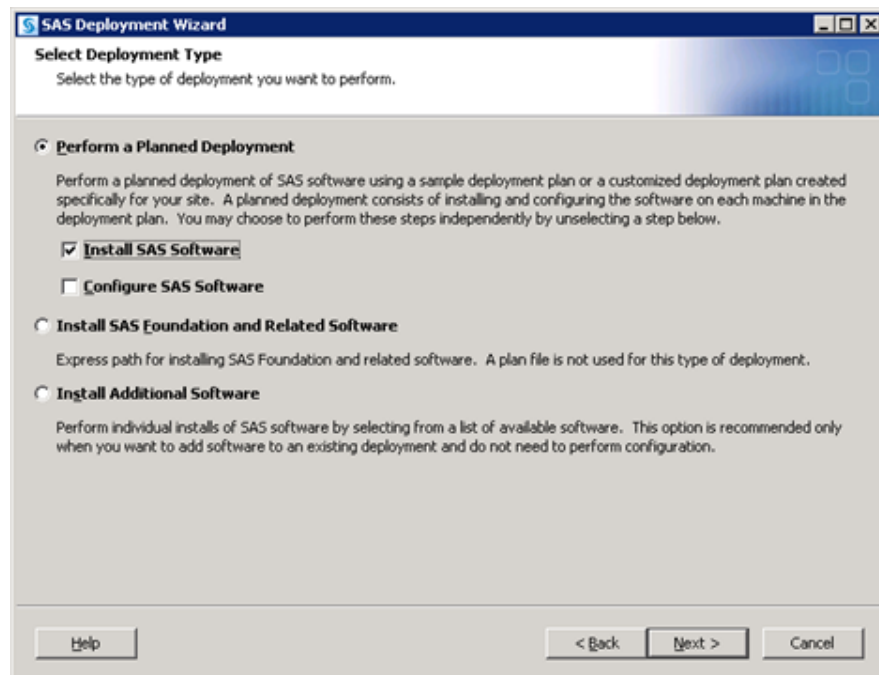 SAS Deployment Wizard
Select Deployment Type
Select the type of deployment you want to perform.
Perform a Planned Deployment
Perform a planned deployment of SAS software using a sample deployment plan or a customized deployment plan created
specifically for your site. A planned deployment consists of installing and configuring the software on each machine in the
deployment plan. You may choose to perform these steps independently by unselecting a step below.
Install SAS Software
Configure SAS Software
Install SAS Foundation and Related Software
Express path for installing SAS Foundation and related software. A plan file is not used for this type of deployment.
Install Additional Software
Perform individual installs of SAS software by selecting from a list of available software. This option is recommended only
when you want to add software to an existing deployment and do not need to perform configuration.
Help
< Back
Next >
Cancel